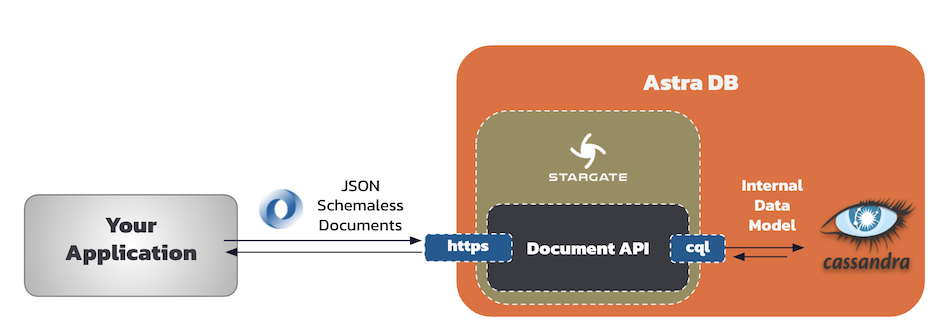 Astra DB
STARGATE
JSON
Schemaless
Documents
Your
Application
https
Document API
cql
Internal
Data
Model
cassandra